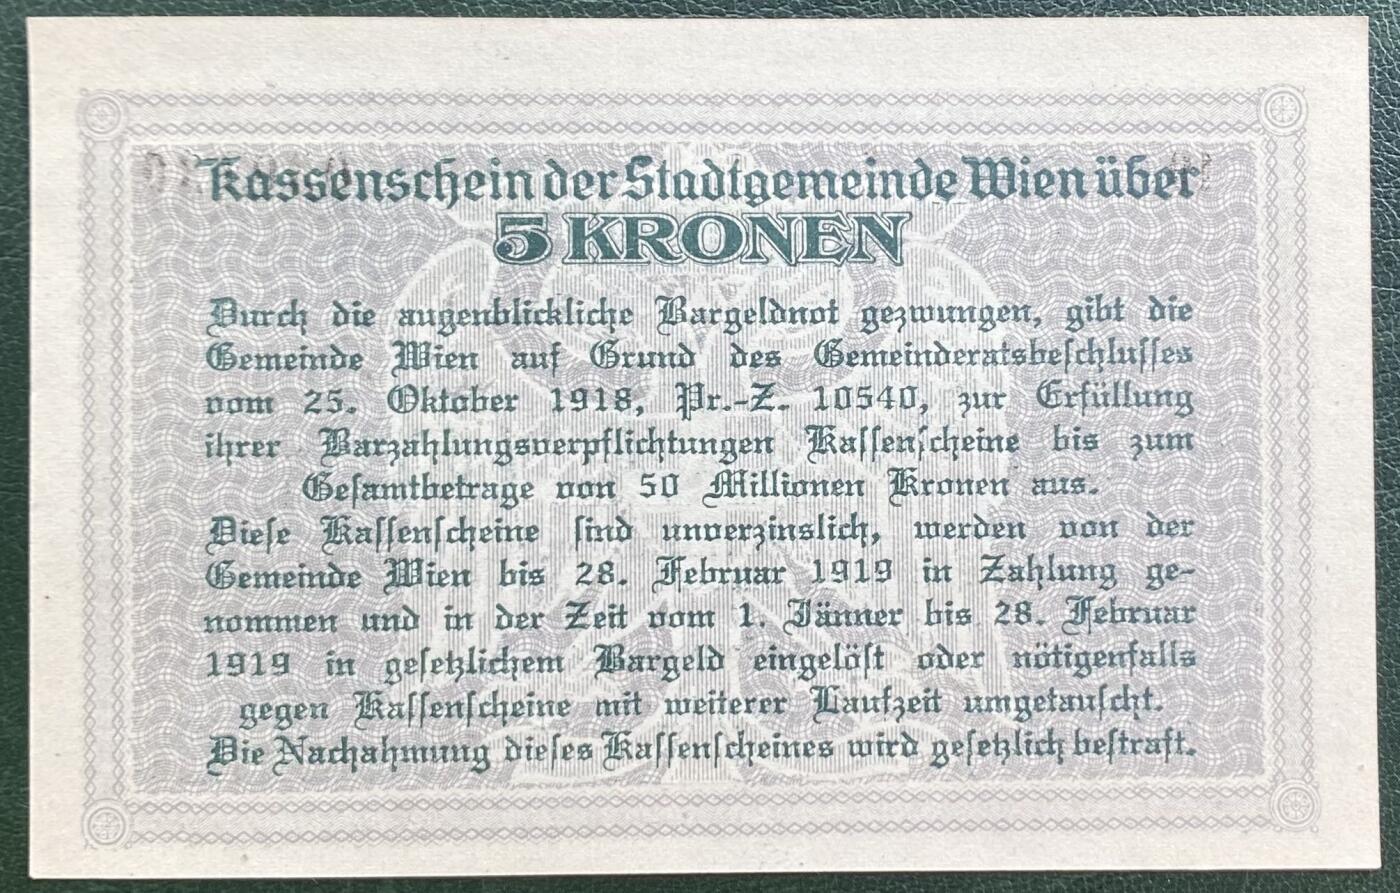 Kassenschein der Stadtgemeinde Wien über
5 KRONEN
Durch die augenblickliche Bargeldnot gezwungen, gibt die
Gemeinde Wien auf Grund des Gemeinderatsbeschlusses
vom 25. Oktober 1918, Pr.-Z. 10540, zur Erfüllung
ihrer Barzahlungsverpflichtungen Kassenscheine bis zum
Gesamtbetrage von 50 Millionen Kronen aus.
Diese Kassenscheine sind unverzinslich, werden von der
Gemeinde Wien bis 28. Februar 1919 in Zahlung ge-
nommen und in der Zeit vom 1. Jänner bis 28. Februar
1919 in gesetzlichem Bargeld eingelöst oder nötigenfalls
gegen Kassenscheine mit weiterer Laufzeit umgetauscht.
Die Nachahmung dieses Kassenscheines wird gesetzlich bestraft.